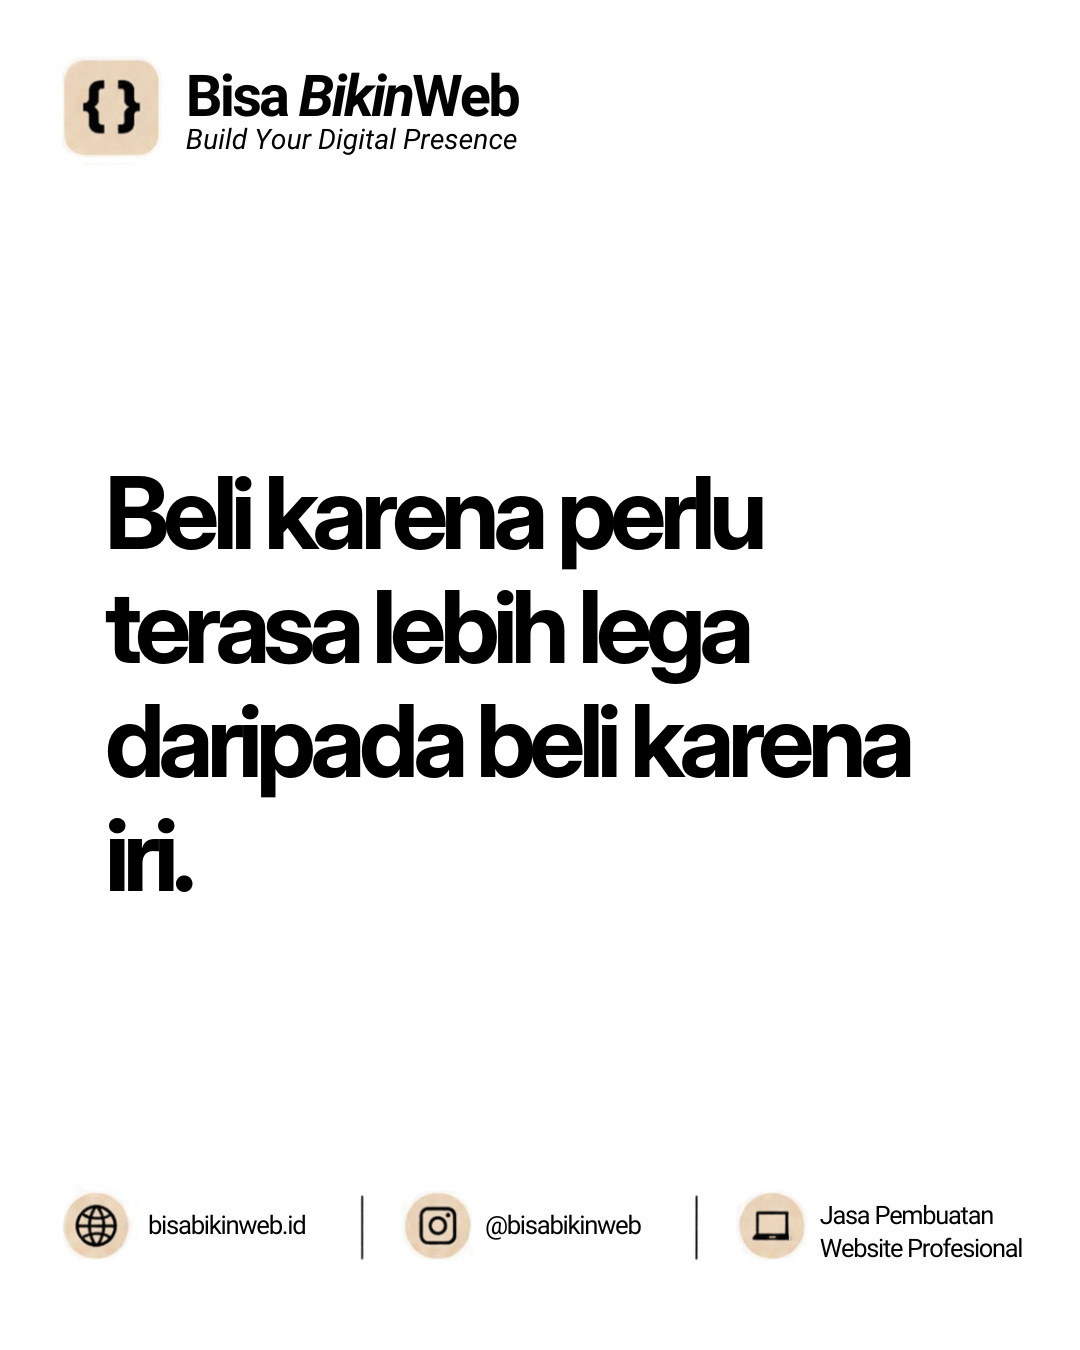 { }
Bisa BikinWeb
Build Your Digital Presence
Beli karena perlu
terasa lebih lega
daripada beli karena
iri.
bisabikinweb.id
@bisabikinweb
Jasa Pembuatan
Website Profesional